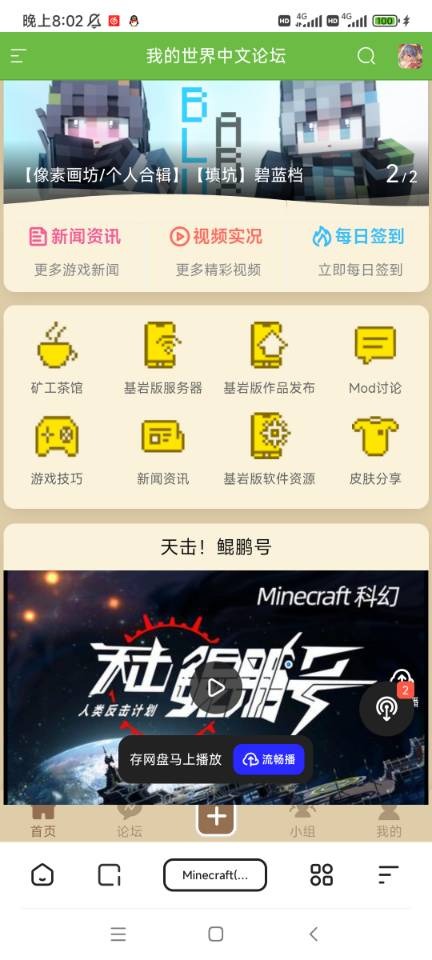 晚上8:02
HD 4G HD 4G 100
我的世界中文论坛
【像素画坊/个人合辑】【填坑】碧蓝档
2/2
新闻资讯 视频实况 每日签到
更多游戏新闻 更多精彩视频 立即每日签到
矿工茶馆 基岩版服务器 基岩版作品发布 Mod讨论
游戏技巧 新闻资讯 基岩版软件资源 皮肤分享
天击！鲲鹏号
Minecraft 科幻
天击 鲲鹏号
人类反击计划
2
存网盘马上播放 流畅播
首页 论坛 小组 我的
Minecraft(...